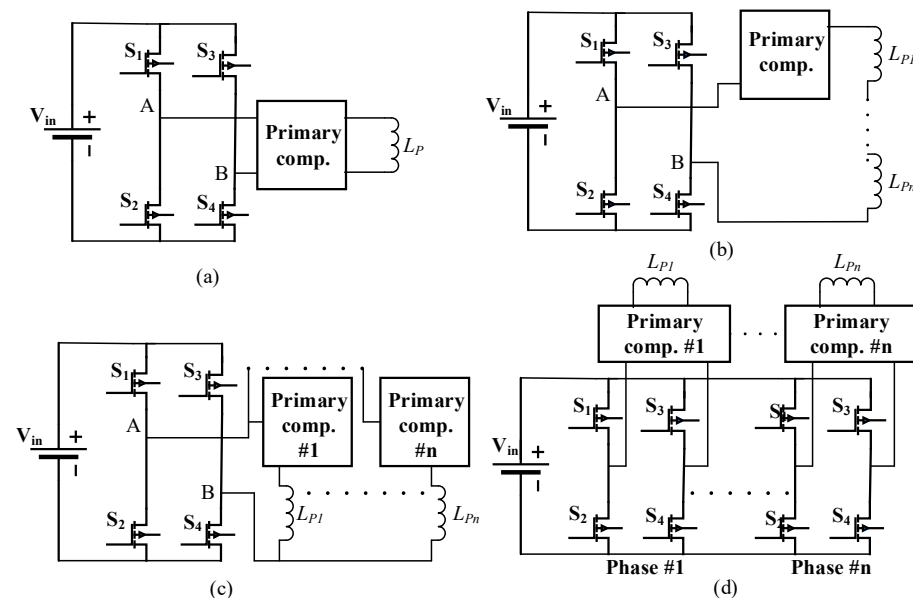 S1
S3
A
Vin
+
Primary
comp.
LP
B
S2
S4
(a)
S1
S3
Primary
comp.
LP1
A
Vin
+
B
S2
S4
LPn
(b)
S1
S3
Primary
comp.
#1
Primary
comp.
#n
A
Vin
+
B
LP1
LPn
S2
S4
(c)
LP1
LPn
Primary
comp. #1
Primary
comp. #n
S1
S3
S3
Vin
+
S2
S4
S4
Phase #1
Phase #n
(d)